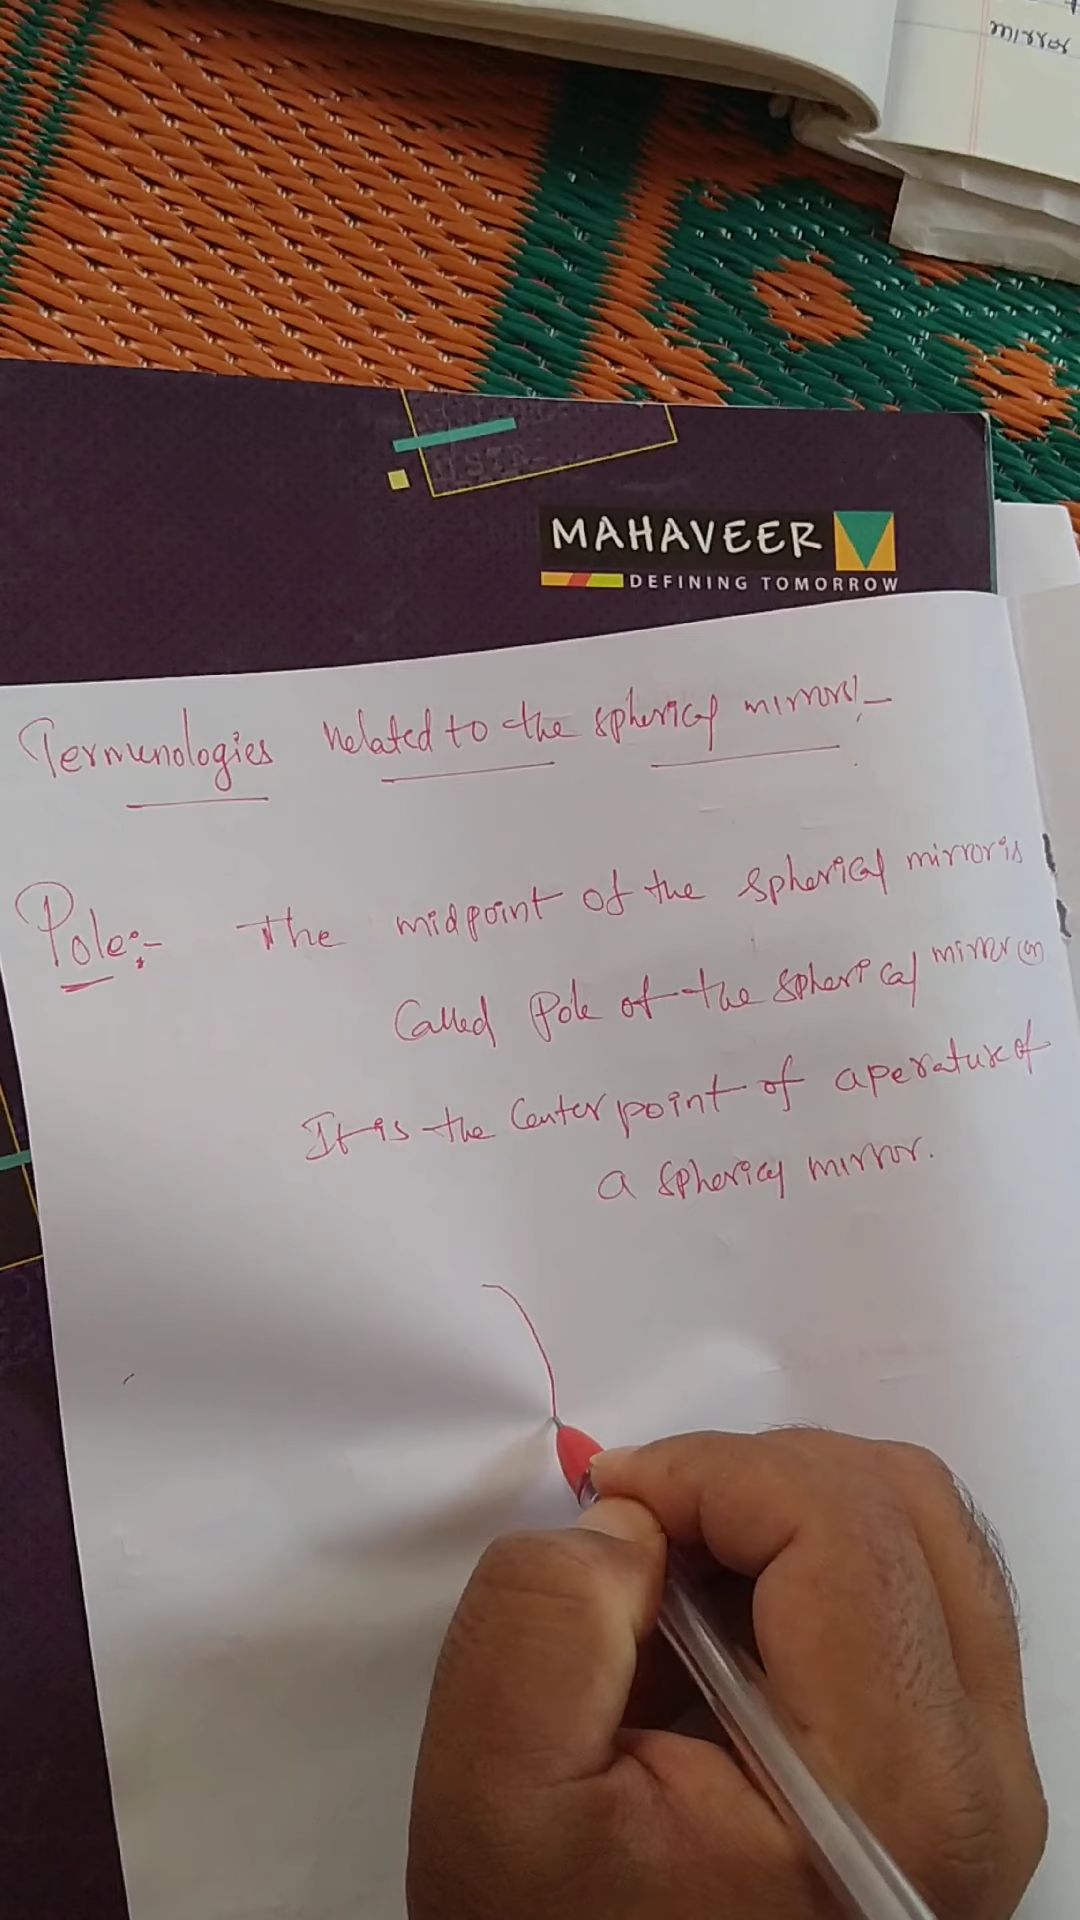 mirror
MAHAVEER
DEFINING TOMORROW
Termunologies related to the spherical mirrors:-
Pole:- The midpoint of the spherical mirror is
Called Pole of the spherical mirror (or)
It is the Center point of aperature of
a spherical mirror.